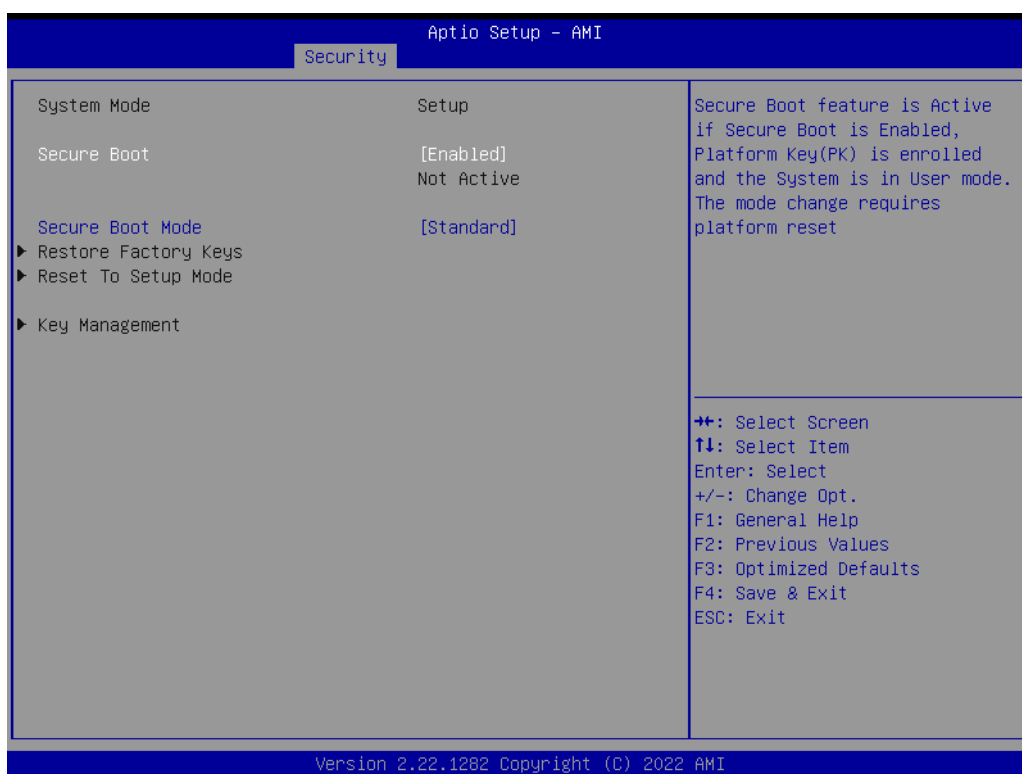 Aptio Setup – AMI
Security
System Mode Setup
Secure Boot [Enabled]
Not Active
Secure Boot Mode [Standard]
▶ Restore Factory Keys
▶ Reset To Setup Mode
▶ Key Management
Secure Boot feature is Active
if Secure Boot is Enabled,
Platform Key(PK) is enrolled
and the System is in User mode.
The mode change requires
platform reset
→←: Select Screen
↑↓: Select Item
Enter: Select
+/-: Change Opt.
F1: General Help
F2: Previous Values
F3: Optimized Defaults
F4: Save & Exit
ESC: Exit
Version 2.22.1282 Copyright (C) 2022 AMI